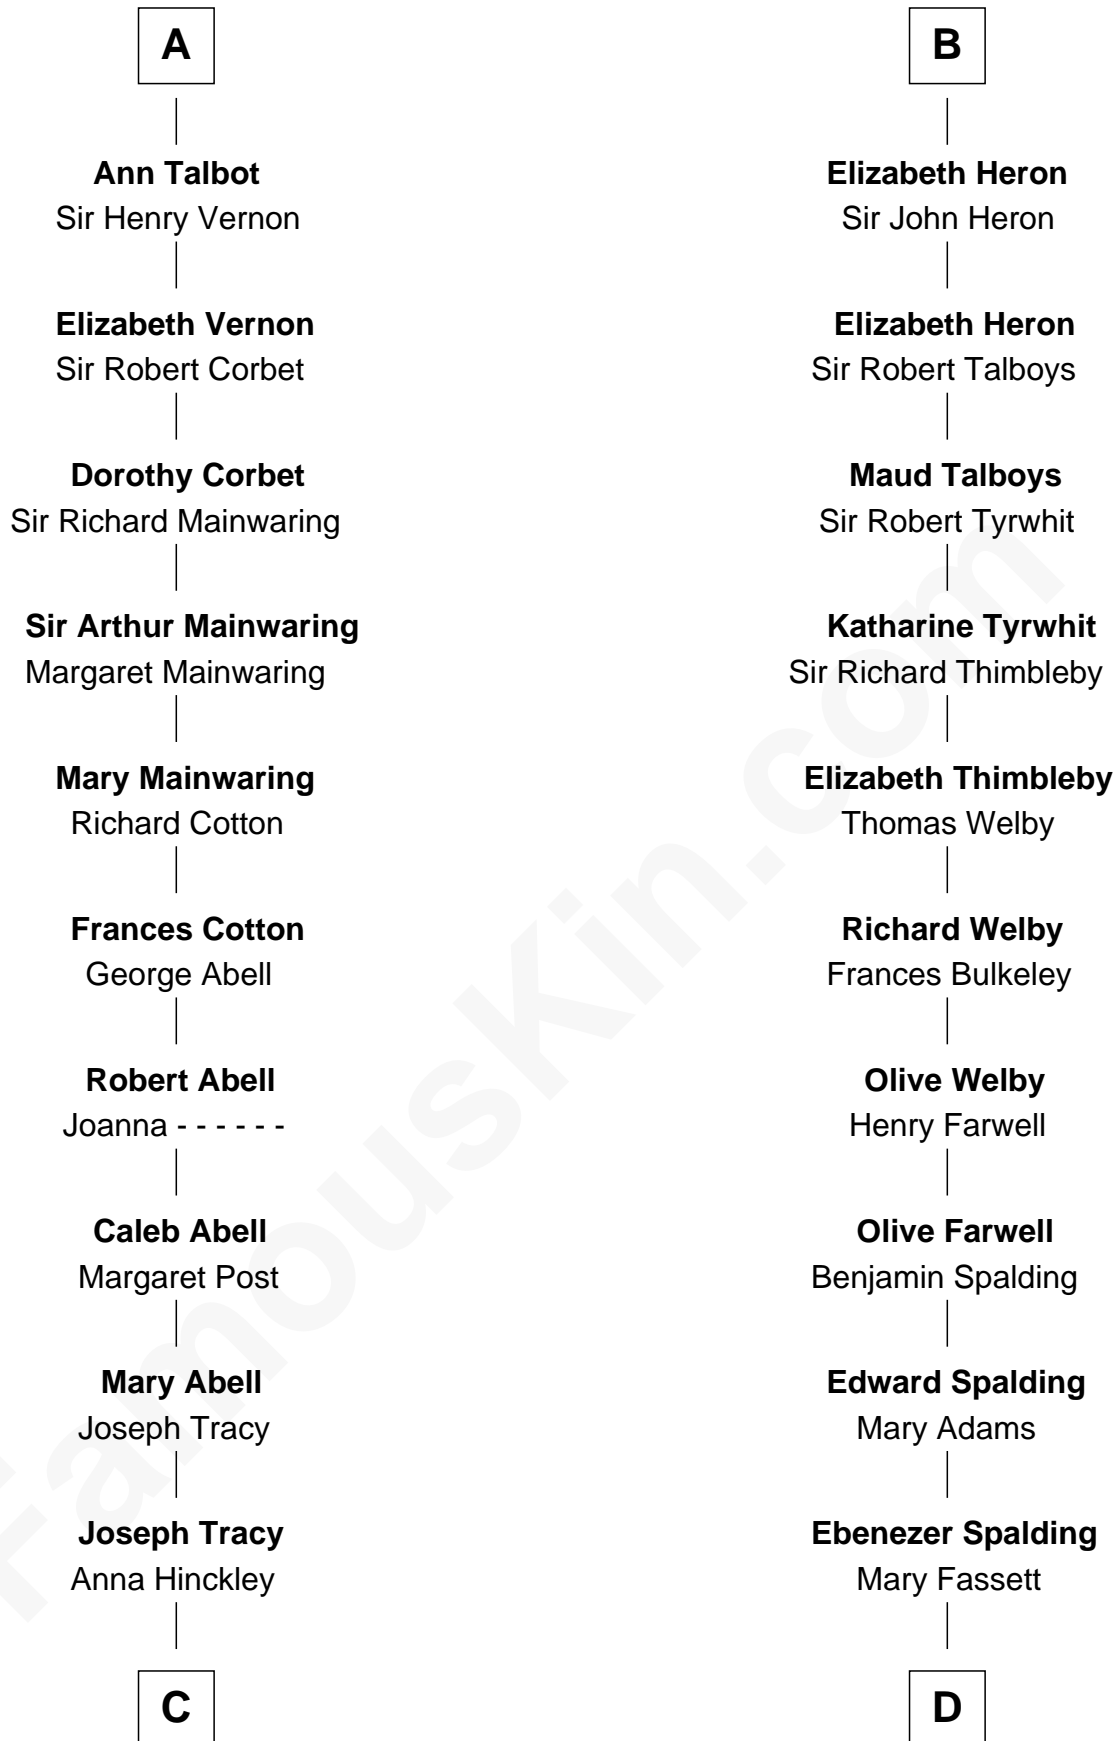 A
Ann Talbot
Sir Henry Vernon
Elizabeth Vernon
Sir Robert Corbet
Dorothy Corbet
Sir Richard Mainwaring
Sir Arthur Mainwaring
Margaret Mainwaring
Mary Mainwaring
Richard Cotton
Frances Cotton
George Abell
Robert Abell
Joanna - - - - - -
Caleb Abell
Margaret Post
Mary Abell
Joseph Tracy
Joseph Tracy
Anna Hinckley
C
B
Elizabeth Heron
Sir John Heron
Elizabeth Heron
Sir Robert Talboys
Maud Talboys
Sir Robert Tyrwhit
Katharine Tyrwhit
Sir Richard Thimbleby
Elizabeth Thimbleby
Thomas Welby
Richard Welby
Frances Bulkeley
Olive Welby
Henry Farwell
Olive Farwell
Benjamin Spalding
Edward Spalding
Mary Adams
Ebenezer Spalding
Mary Fassett
D
FamousKin.com